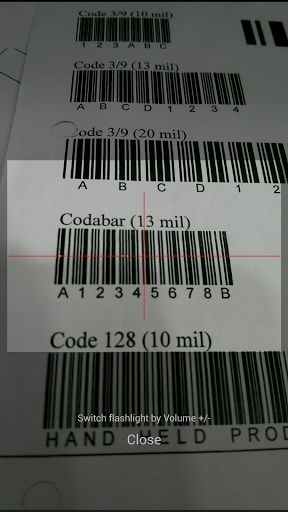 Code 3/9 (10 mil)
1 2 3 A B C
Code 3/9 (13 mil)
A B C D 1 2 3 4
Code 3/9 (20 mil)
A B C D 1 2
Codabar (13 mil)
A 1 2 3 4 5 6 7 8 B
Code 128 (10 mil)
Switch flashlight by Volume +/-
HAND HELD PROD
Close